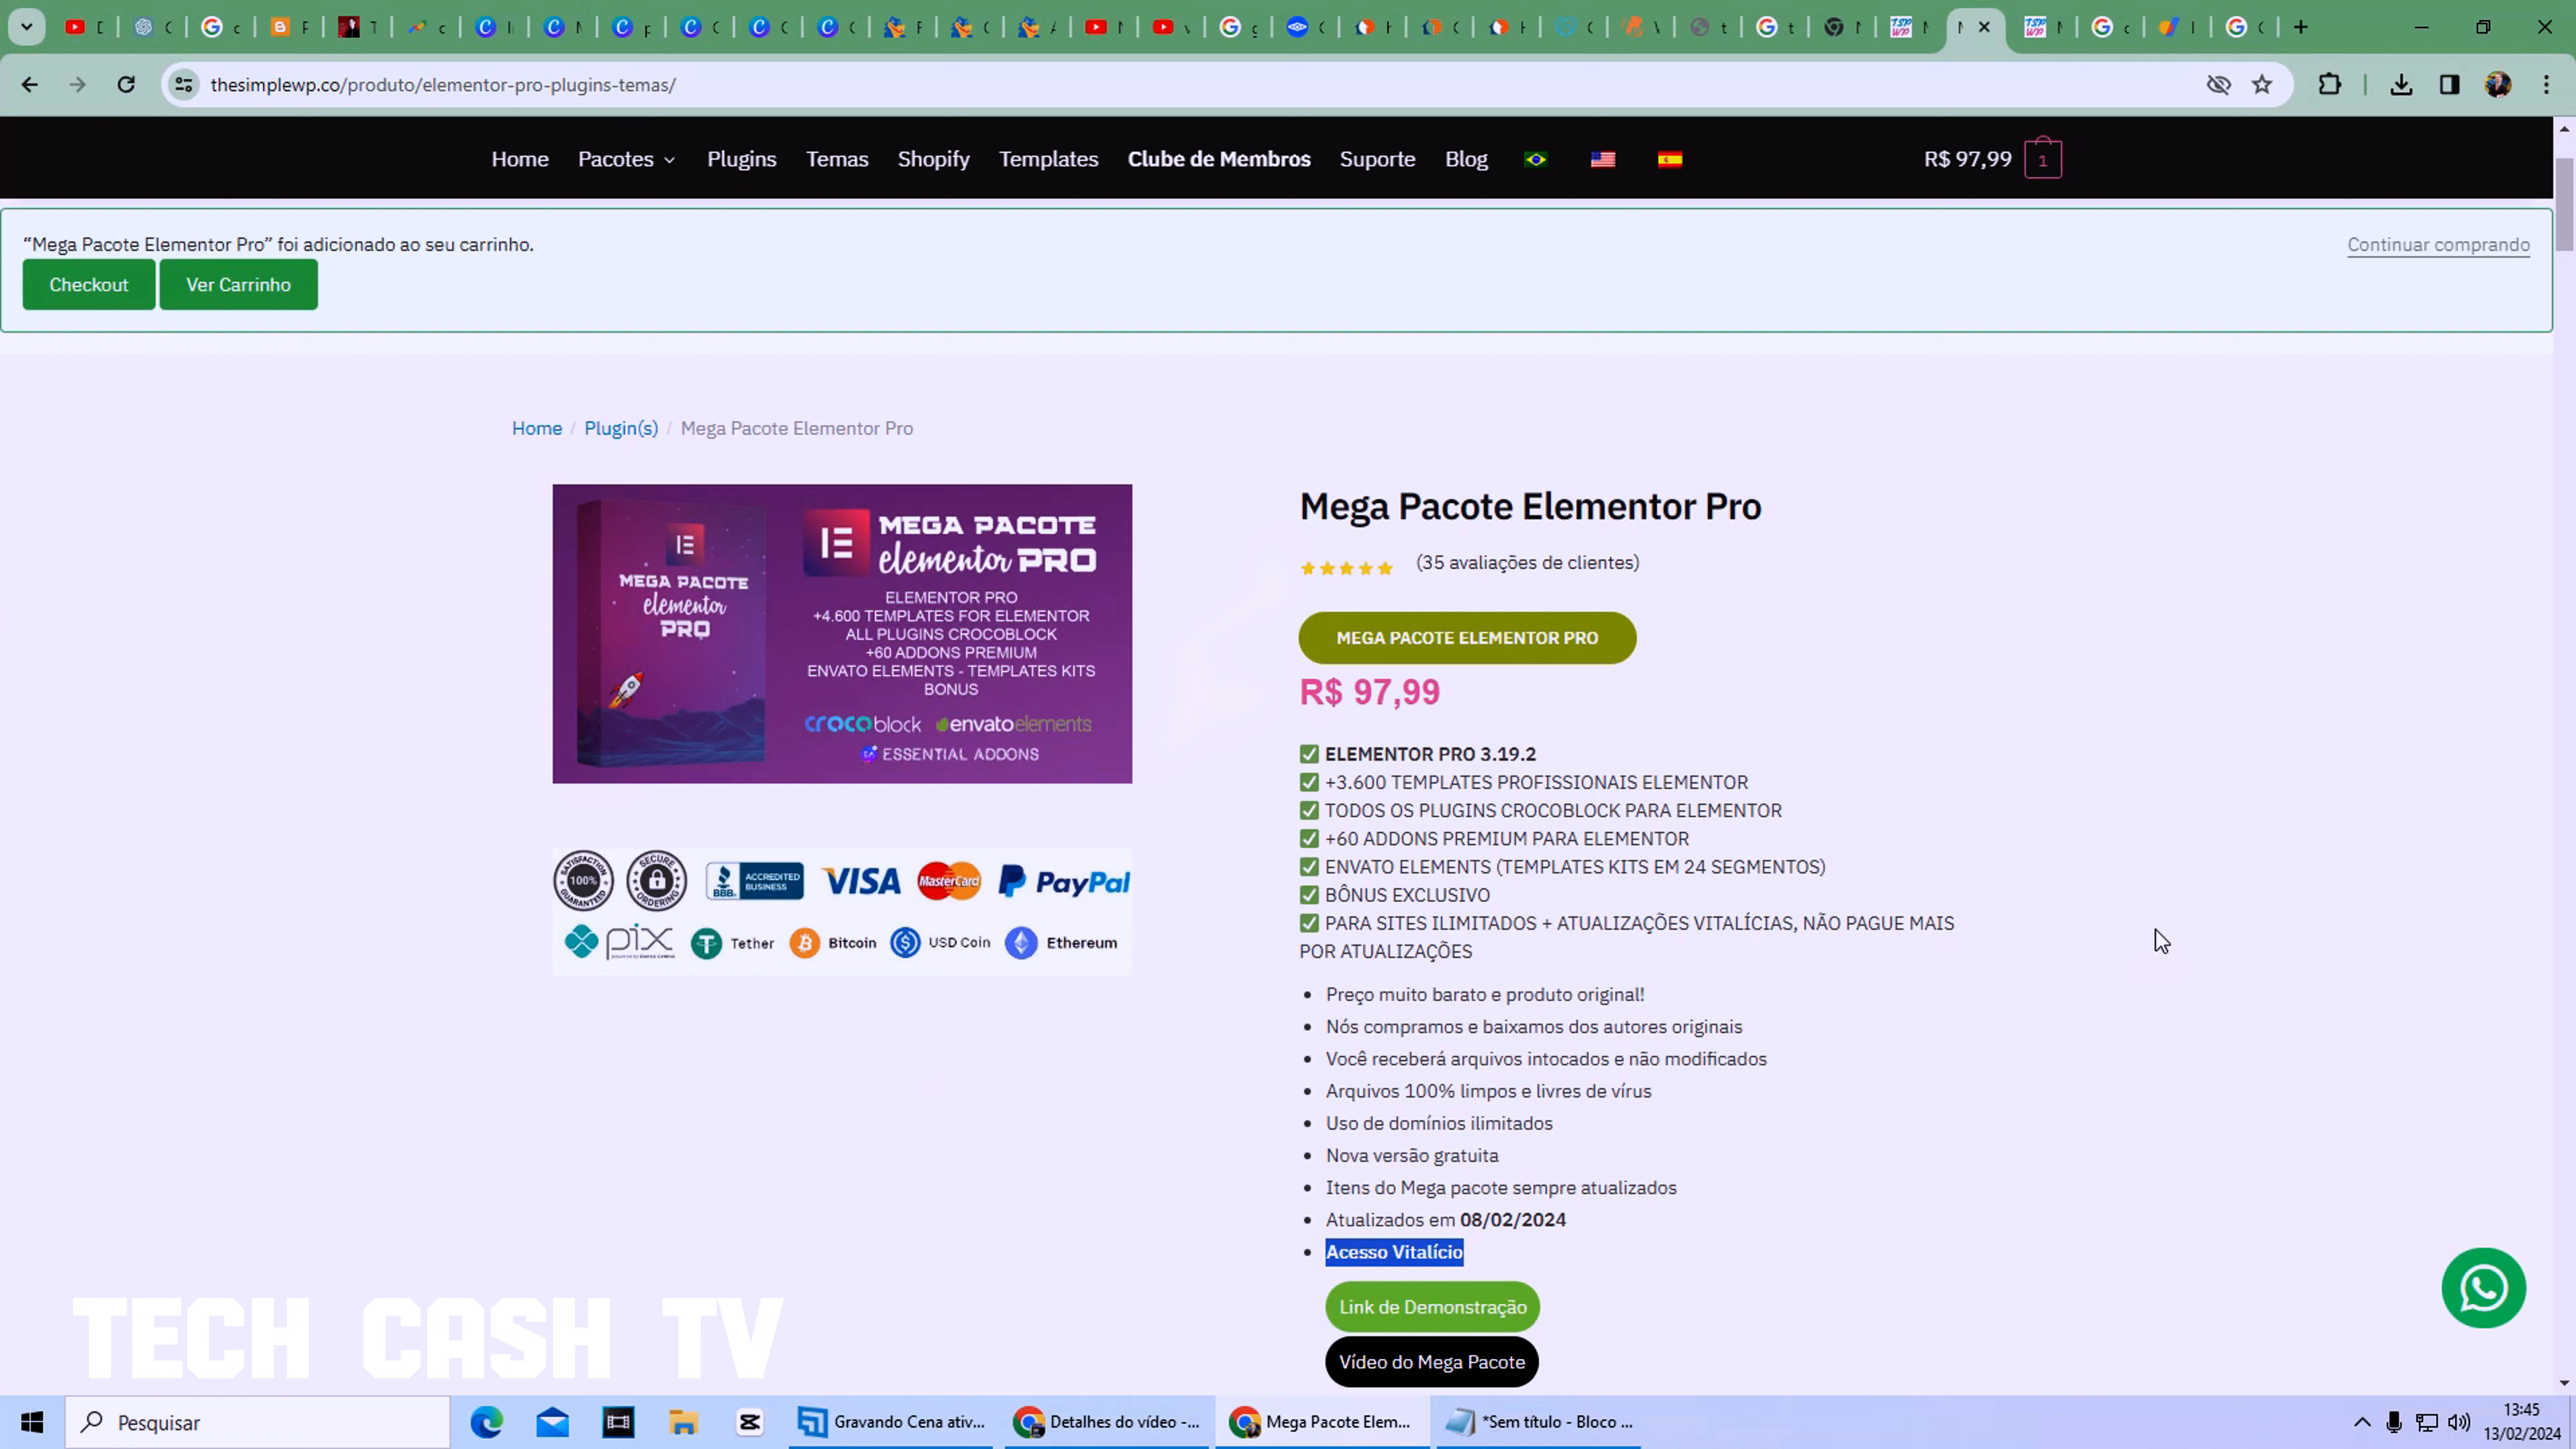 thesimplewp.co/produto/elementor-pro-plugins-temas/
Home Pacotes Plugins Temas Shopify Templates Clube de Membros Suporte Blog R$ 97,99 1
“Mega Pacote Elementor Pro” foi adicionado ao seu carrinho.
Continuar comprando
Checkout Ver Carrinho
Home / Plugin(s) / Mega Pacote Elementor Pro
MEGA PACOTE
elementor
PRO
MEGA PACOTE
elementor PRO
ELEMENTOR PRO
+4.600 TEMPLATES FOR ELEMENTOR
ALL PLUGINS CROCOBLOCK
+60 ADDONS PREMIUM
ENVATO ELEMENTS - TEMPLATES KITS
BONUS
crocoblock envatoelements
ESSENTIAL ADDONS
SATISFACTION 100% GUARANTEED SECURE ORDERING BBB. ACCREDITED BUSINESS VISA MasterCard PayPal
pix Tether Bitcoin USD Coin Ethereum
Mega Pacote Elementor Pro
(35 avaliações de clientes)
MEGA PACOTE ELEMENTOR PRO
R$ 97,99
ELEMENTOR PRO 3.19.2
+3.600 TEMPLATES PROFISSIONAIS ELEMENTOR
TODOS OS PLUGINS CROCOBLOCK PARA ELEMENTOR
+60 ADDONS PREMIUM PARA ELEMENTOR
ENVATO ELEMENTS (TEMPLATES KITS EM 24 SEGMENTOS)
BÔNUS EXCLUSIVO
PARA SITES ILIMITADOS + ATUALIZAÇÕES VITALÍCIAS, NÃO PAGUE MAIS
POR ATUALIZAÇÕES
• Preço muito barato e produto original!
• Nós compramos e baixamos dos autores originais
• Você receberá arquivos intocados e não modificados
• Arquivos 100% limpos e livres de vírus
• Uso de domínios ilimitados
• Nova versão gratuita
• Itens do Mega pacote sempre atualizados
• Atualizados em 08/02/2024
• Acesso Vitalício
Link de Demonstração
Vídeo do Mega Pacote
TECH CASH TV
Pesquisar
Gravando Cena ativ...
Detalhes do vídeo -...
Mega Pacote Elem...
*Sem título - Bloco ...
13:45
13/02/2024